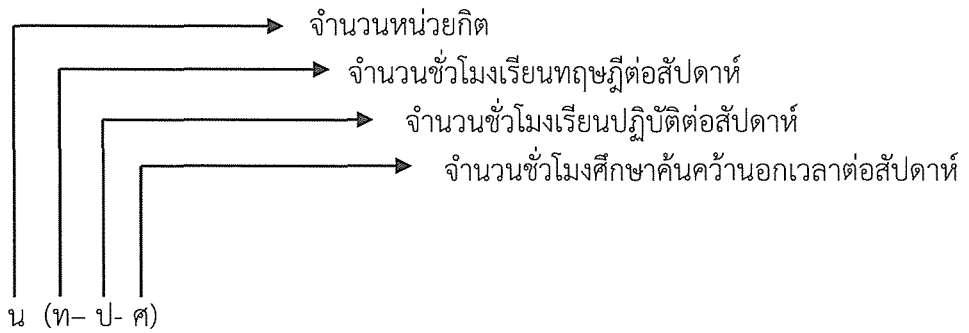 จำนวนหน่วยกิต
จำนวนชั่วโมงเรียนทฤษฎีต่อสัปดาห์
จำนวนชั่วโมงเรียนปฏิบัติต่อสัปดาห์
จำนวนชั่วโมงศึกษาค้นคว้านอกเวลาต่อสัปดาห์
น (ท– ป- ศ)